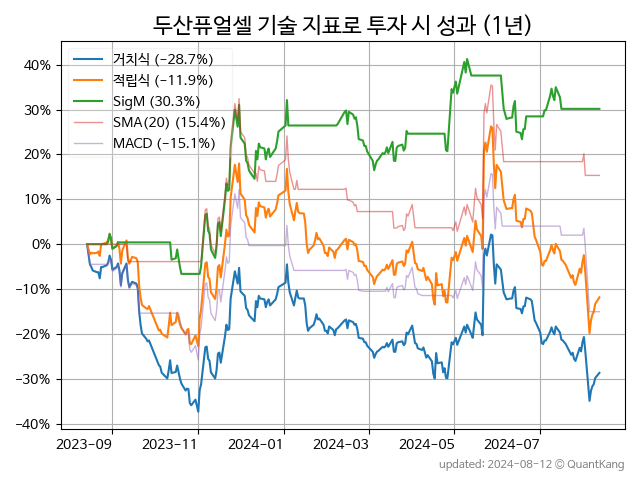 두산퓨얼셀 기술 지표로 투자 시 성과 (1년)
거치식 (−28.7%)
적립식 (−11.9%)
SigM (30.3%)
SMA(20) (15.4%)
MACD (−15.1%)
40%
30%
20%
10%
0%
−10%
−20%
−30%
−40%
2023-09 2023-11 2024-01 2024-03 2024-05 2024-07
updated: 2024-08-12 © QuantKang